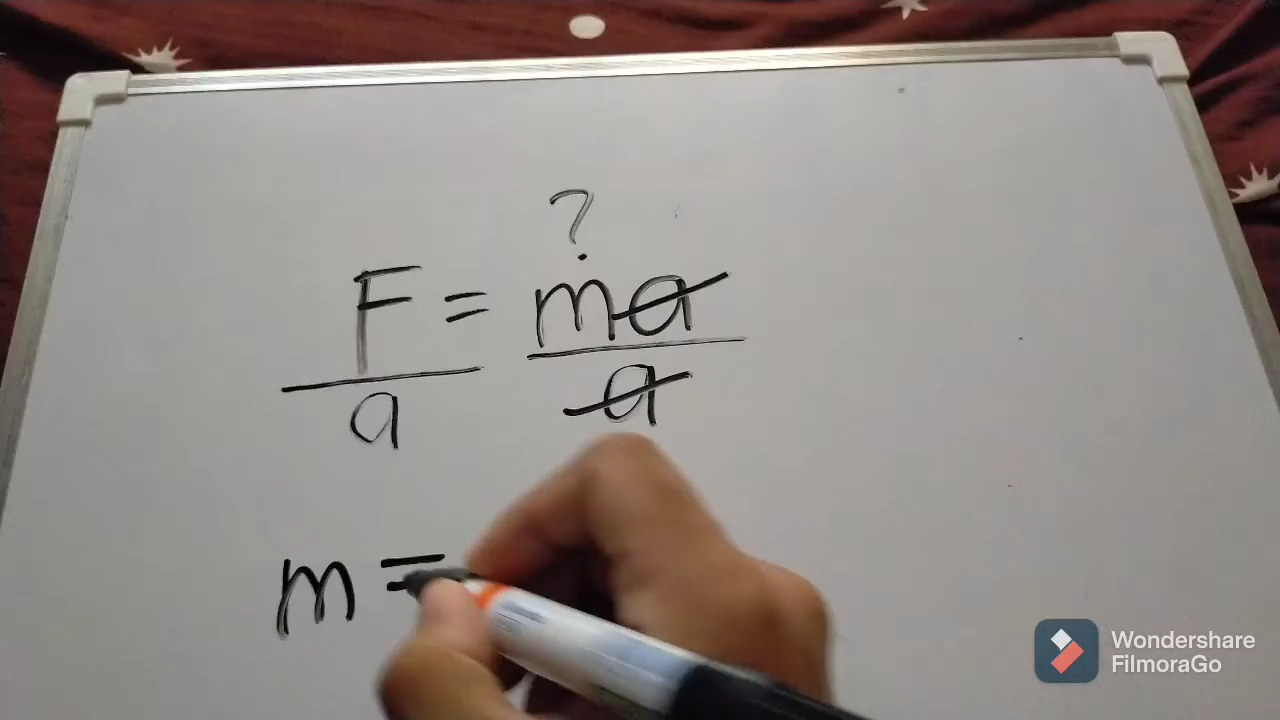 ?
F = ma
a a
m =
Wondershare
FilmoraGo